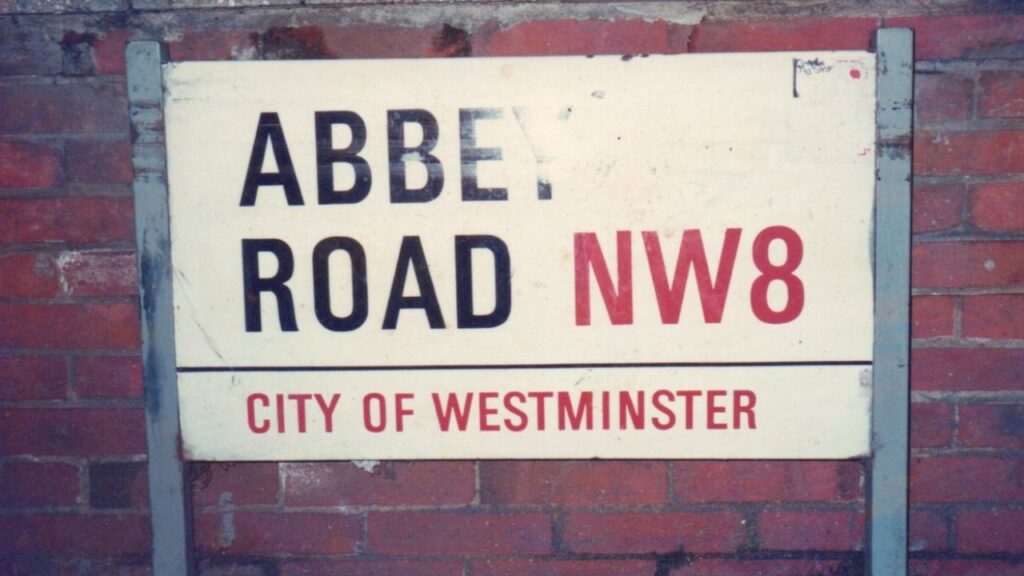 ABBEY
ROAD NW8
CITY OF WESTMINSTER